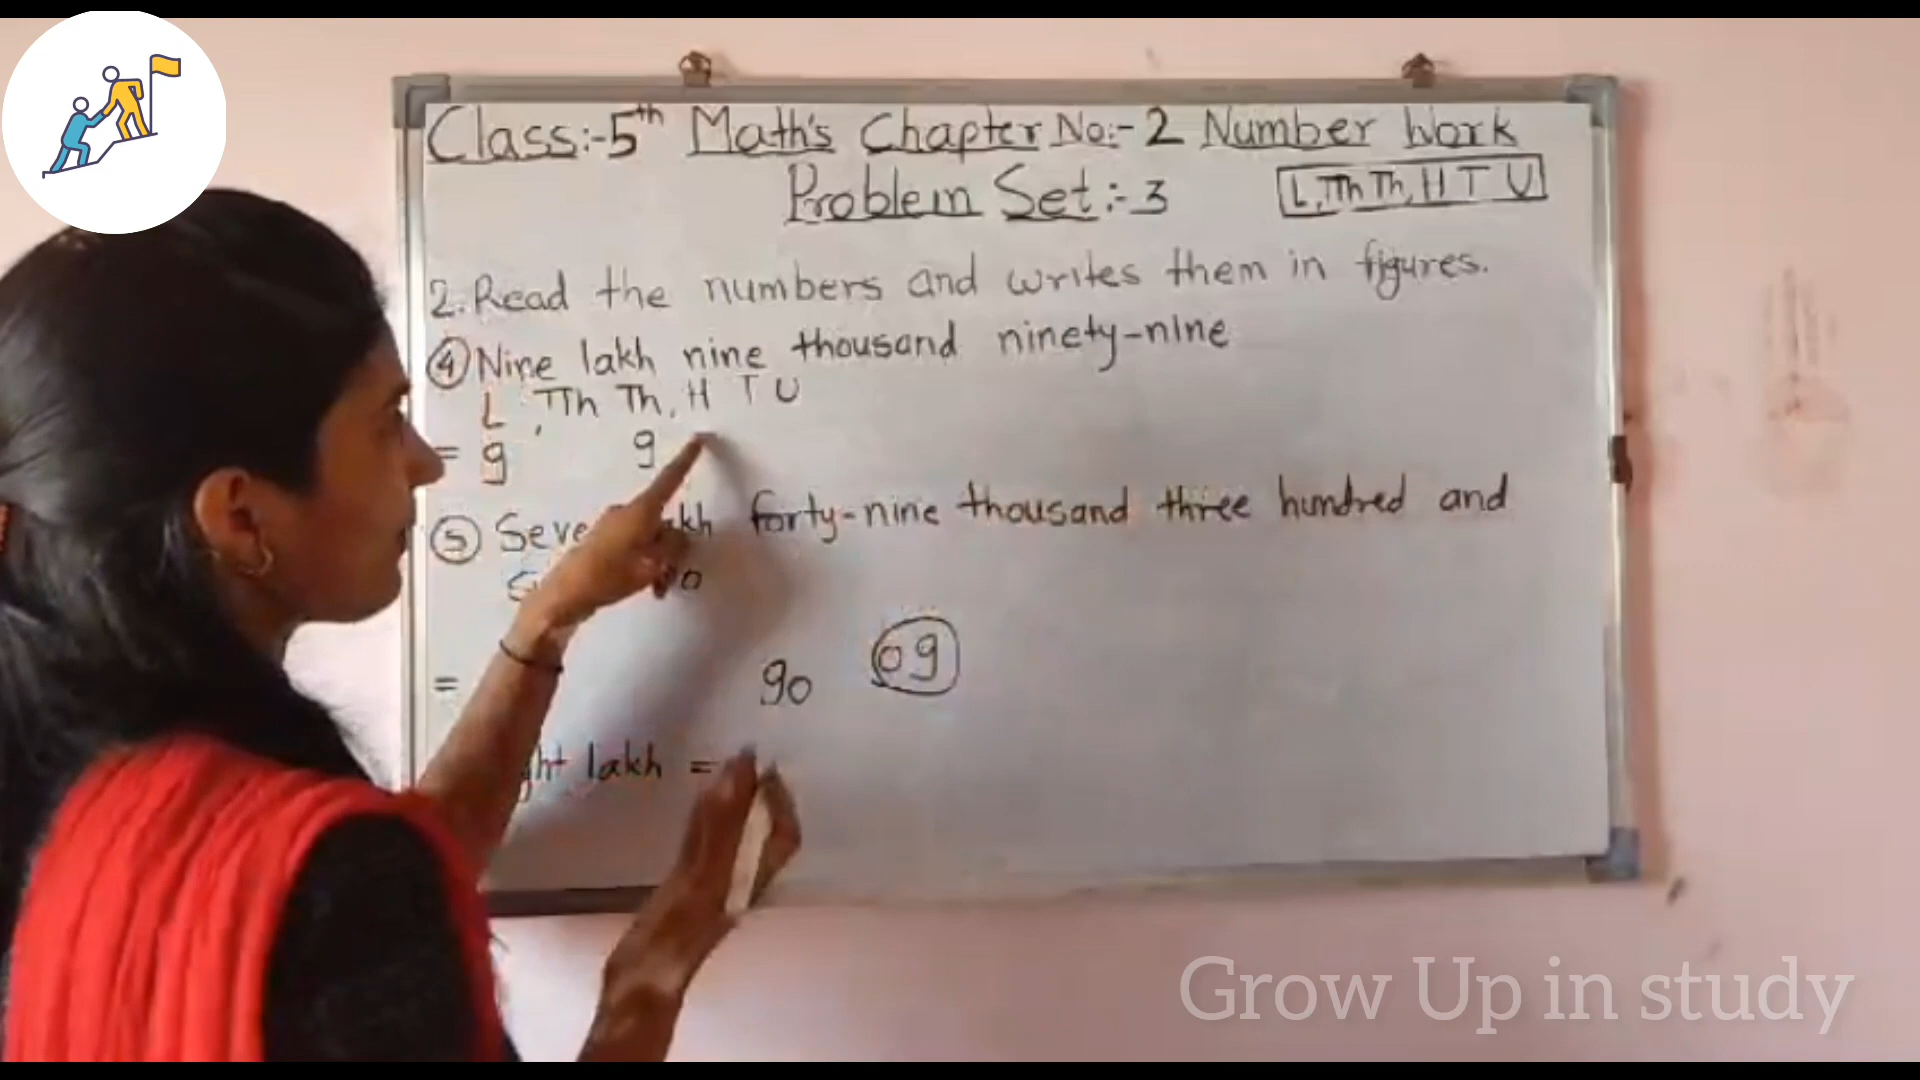 Class:-5th Math's Chapter No:- 2 Number Work
Problem Set:-3
L, TTh Th, H T U
2. Read the numbers and writes them in figures.
④ Nine lakh nine thousand ninety-nine
L, TTh Th, H T U
= 9 9
⑤ forty-nine thousand three hundred and
=
90 09
lakh =
Grow Up in study